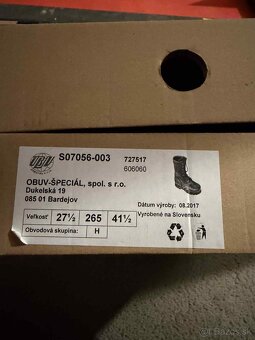 OBUV
S07056-003
727517
606060
OBUV-ŠPECIÁL, spol. s r.o.
Dukelská 19
085 01 Bardejov
Dátum výroby: 08.2017
Veľkosť 27½ 265 41½
Vyrobené na Slovensku
Obvodová skupina: H